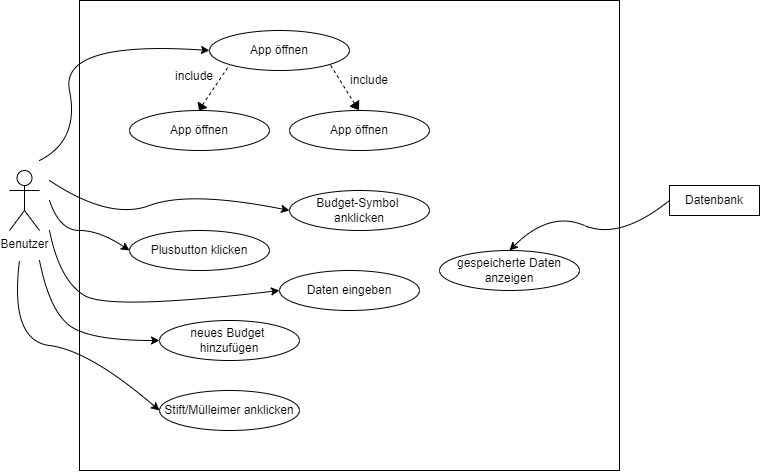 App öffnen
include
include
App öffnen
App öffnen
Budget-Symbol
anklicken
Datenbank
Benutzer
Plusbutton klicken
gespeicherte Daten
anzeigen
Daten eingeben
neues Budget
hinzufügen
Stift/Mülleimer anklicken